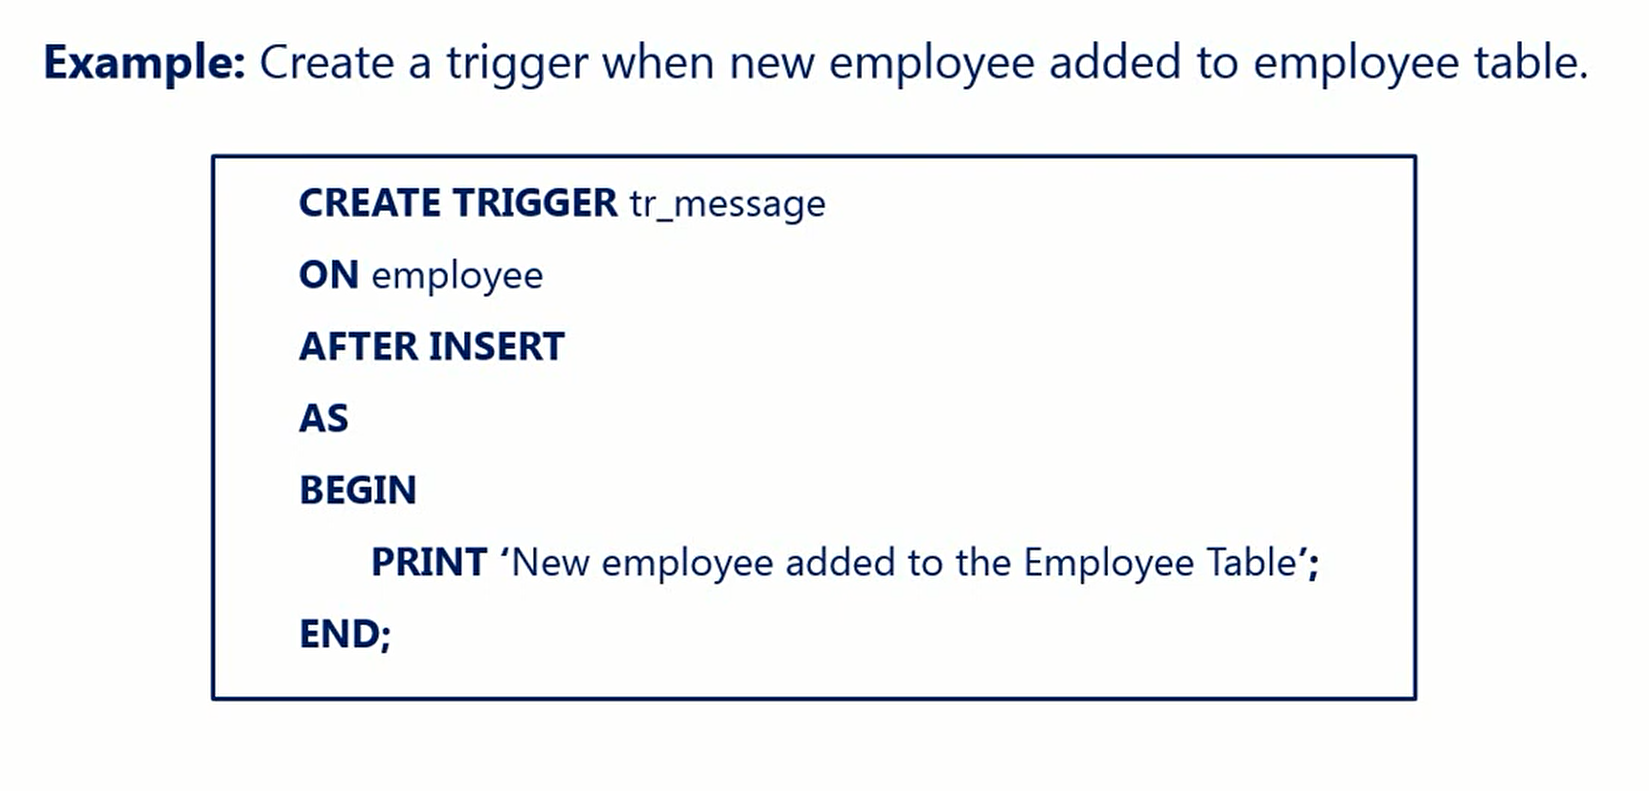 Example: Create a trigger when new employee added to employee table.
CREATE TRIGGER tr_message
ON employee
AFTER INSERT
AS
BEGIN
PRINT ‘New employee added to the Employee Table’;
END;